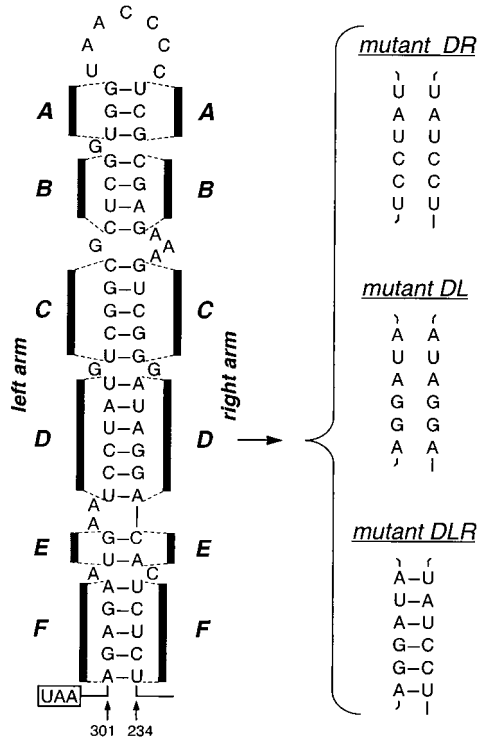 C
A C
A C
U C
G–U
A G–C A
U–G
G
G–C
B C–G B
U–A
C–G
G A A A
C–G
G–U
C G–C C
C–G
U–G
G G
U–A
A–U
U–A
D C–G D
C–G
U–A
A
A
E G–C E
U–A
A C
A–U
G–C
F A–U F
G–C
A–U
UAA
301 234
left arm
right arm
mutant DR
U U
A A
U U
C C
C C
U U
mutant DL
A A
U U
A A
G G
G G
A A
mutant DLR
A–U
U–A
A–U
G–C
G–C
A–U